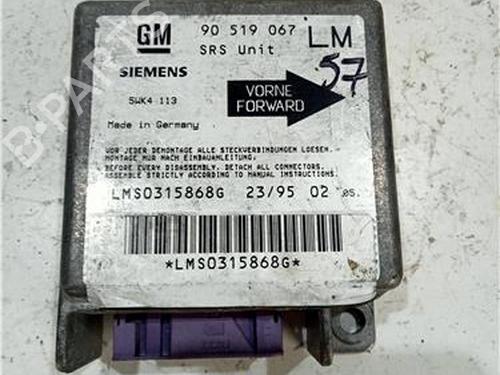 GM
90 519 067
LM
SRS Unit
57
SIEMENS
VORNE
FORWARD
5WK4 113
Made in Germany
VOR JEDER DEMONTAGE ALLE STECKVERBINDUNGEN LOESEN.
MONTAGE NUR NACH EINBAUANLEITUNG.
BEFORE EVERY DISASSEMBLY, DETACH ALL CONNECTORS.
ASSEMBLE STRICTLY ACCORDING TO MANUAL INSTRUCTIONS.
LMS0315868G 23/95 02 05.
*LMS0315868G*
B-PARTS